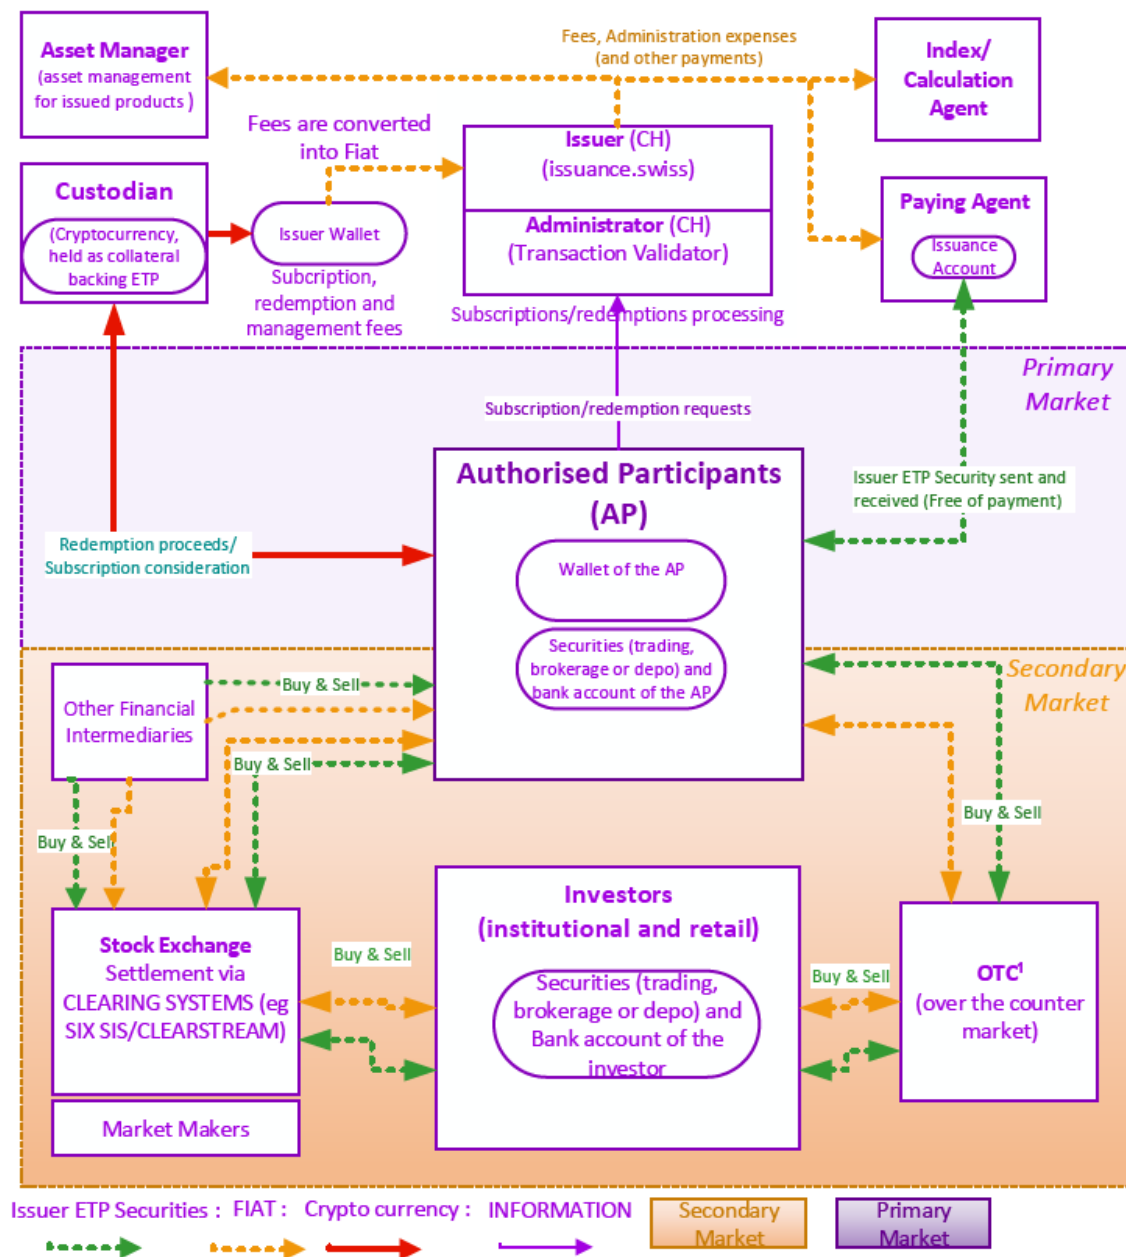 Asset Manager
(asset management
for issued products )
Fees, Administration expenses
(and other payments)
Index/
Calculation
Agent
Fees are converted
into Fiat
Issuer (CH)
(issuance.swiss)
Custodian
(Cryptocurrency,
held as collateral
backing ETP
Issuer Wallet
Administrator (CH)
(Transaction Validator)
Paying Agent
Issuance
Account
Subcription,
redemption and
management fees
Subscriptions/redemptions processing
Primary
Market
Subscription/redemption requests
Authorised Participants
(AP)
Issuer ETP Security sent and
received (Free of payment)
Redemption proceeds/
Subscription consideration
Wallet of the AP
Securities (trading,
brokerage or depo) and
bank account of the AP
Secondary
Market
Other Financial
Intermediaries
Buy & Sell
Buy & Sell
Buy & Sell
Buy & Sell
Investors
(institutional and retail)
Stock Exchange
Settlement via
CLEARING SYSTEMS (eg
SIX SIS/CLEARSTREAM)
Buy & Sell
Securities (trading,
brokerage or depo) and
Bank account of the
investor
Buy & Sell
OTC¹
(over the counter
market)
Market Makers
Issuer ETP Securities : FIAT : Crypto currency : INFORMATION
Secondary
Market
Primary
Market